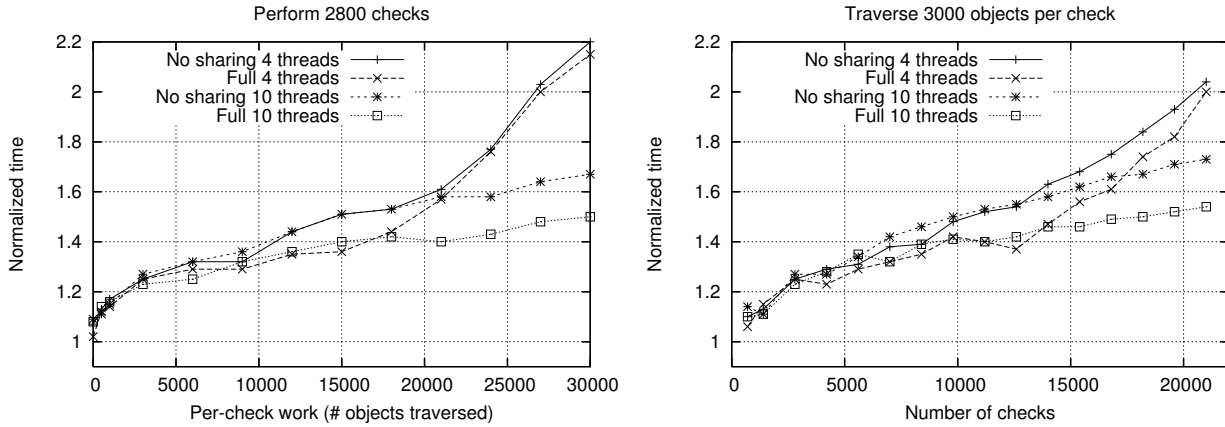 Perform 2800 checks
2.2
2
1.8
1.6
1.4
1.2
1
Normalized time
No sharing 4 threads
Full 4 threads
No sharing 10 threads
Full 10 threads
0 5000 10000 15000 20000 25000 30000
Per-check work (# objects traversed)
Traverse 3000 objects per check
2.2
2
1.8
1.6
1.4
1.2
1
Normalized time
No sharing 4 threads
Full 4 threads
No sharing 10 threads
Full 10 threads
0 5000 10000 15000 20000
Number of checks